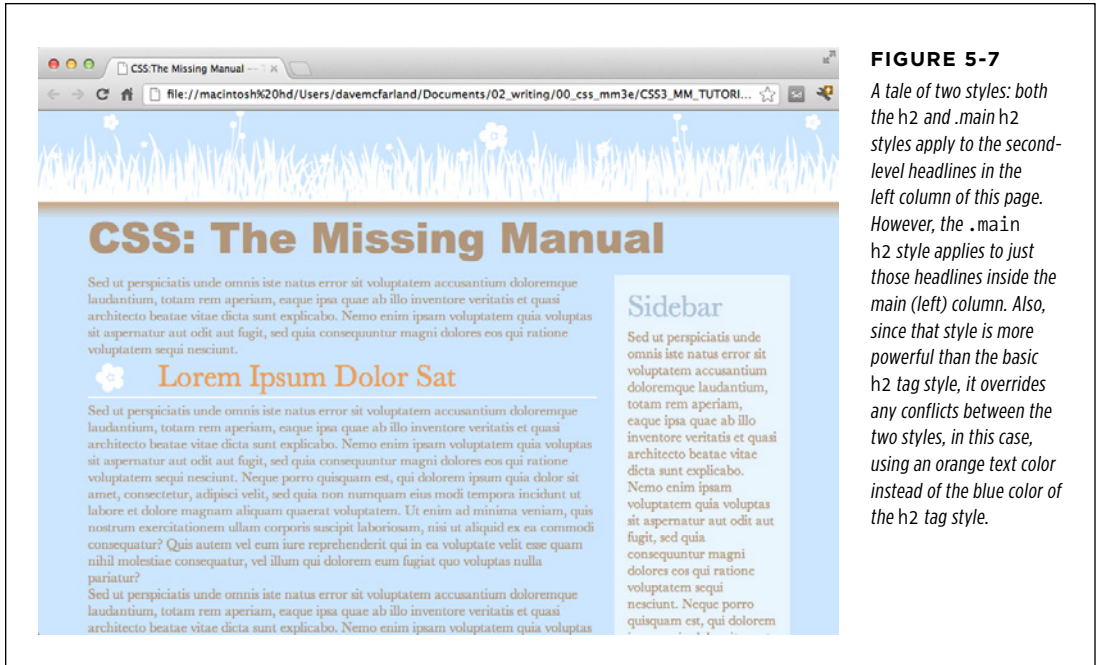 CSS:The Missing Manual — 
file://macintosh%20hd/Users/davemcfarland/Documents/02_writing/00_css_mm3e/CSS3_MM_TUTORI...
CSS: The Missing Manual
Sed ut perspiciatis unde omnis iste natus error sit voluptatem accusantium doloremque
laudantium, totam rem aperiam, eaque ipsa quae ab illo inventore veritatis et quasi
architecto beatae vitae dicta sunt explicabo. Nemo enim ipsam voluptatem quia voluptas
sit aspernatur aut odit aut fugit, sed quia consequuntur magni dolores eos qui ratione
voluptatem sequi nesciunt.
Lorem Ipsum Dolor Sat
Sed ut perspiciatis unde omnis iste natus error sit voluptatem accusantium doloremque
laudantium, totam rem aperiam, eaque ipsa quae ab illo inventore veritatis et quasi
architecto beatae vitae dicta sunt explicabo. Nemo enim ipsam voluptatem quia voluptas
sit aspernatur aut odit aut fugit, sed quia consequuntur magni dolores eos qui ratione
voluptatem sequi nesciunt. Neque porro quisquam est, qui dolorem ipsum quia dolor sit
amet, consectetur, adipisci velit, sed quia non numquam eius modi tempora incidunt ut
labore et dolore magnam aliquam quaerat voluptatem. Ut enim ad minima veniam, quis
nostrum exercitationem ullam corporis suscipit laboriosam, nisi ut aliquid ex ea commodi
consequatur? Quis autem vel eum iure reprehenderit qui in ea voluptate velit esse quam
nihil molestiae consequatur, vel illum qui dolorem eum fugiat quo voluptas nulla
pariatur?
Sed ut perspiciatis unde omnis iste natus error sit voluptatem accusantium doloremque
laudantium, totam rem aperiam, eaque ipsa quae ab illo inventore veritatis et quasi
architecto beatae vitae dicta sunt explicabo. Nemo enim ipsam voluptatem quia voluptas
Sidebar
Sed ut perspiciatis unde
omnis iste natus error sit
voluptatem accusantium
doloremque laudantium,
totam rem aperiam,
eaque ipsa quae ab illo
inventore veritatis et quasi
architecto beatae vitae
dicta sunt explicabo.
Nemo enim ipsam
voluptatem quia voluptas
sit aspernatur aut odit aut
fugit, sed quia
consequuntur magni
dolores eos qui ratione
voluptatem sequi
nesciunt. Neque porro
quisquam est, qui dolorem
FIGURE 5-7
A tale of two styles: both
the h2 and .main h2
styles apply to the second-
level headlines in the
left column of this page.
However, the .main
h2 style applies to just
those headlines inside the
main (left) column. Also,
since that style is more
powerful than the basic
h2 tag style, it overrides
any conflicts between the
two styles, in this case,
using an orange text color
instead of the blue color of
the h2 tag style.